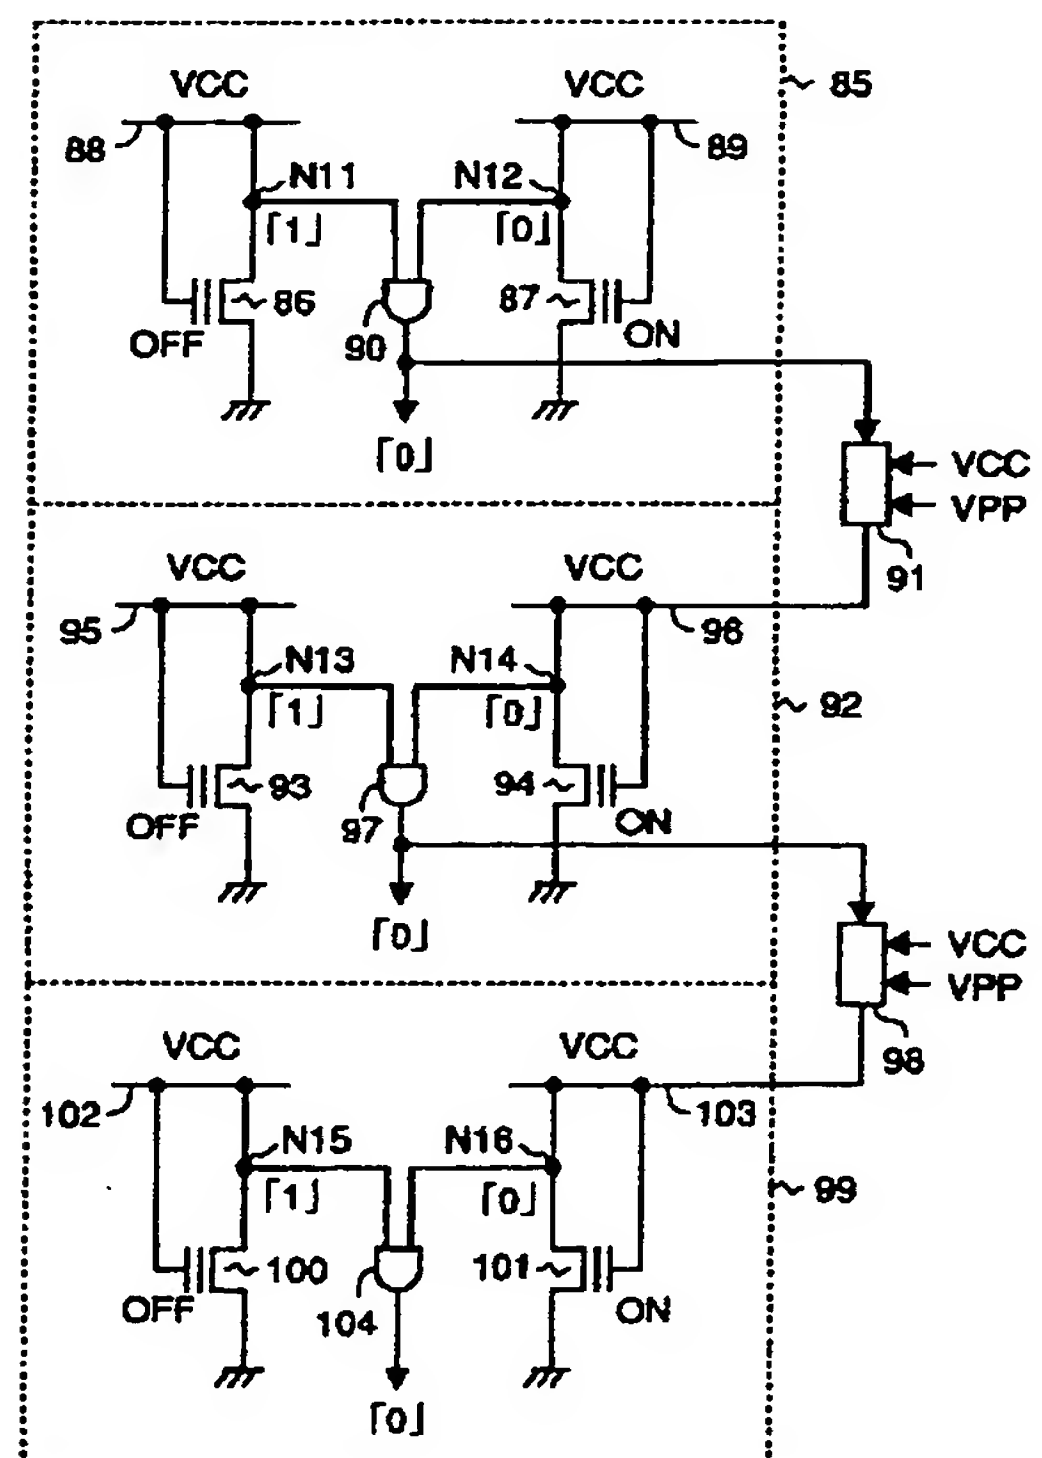 VCC VCC 85
88 89
N11 N12
「1」 「0」
86 87
OFF 90 ON
「0」
VCC
VPP
91
VCC VCC
95 96
N13 N14
「1」 「0」 92
93 94
OFF 97 ON
「0」
VCC
VPP
98
VCC VCC
102 103
N15 N16
「1」 「0」 99
100 101
OFF 104 ON
「0」